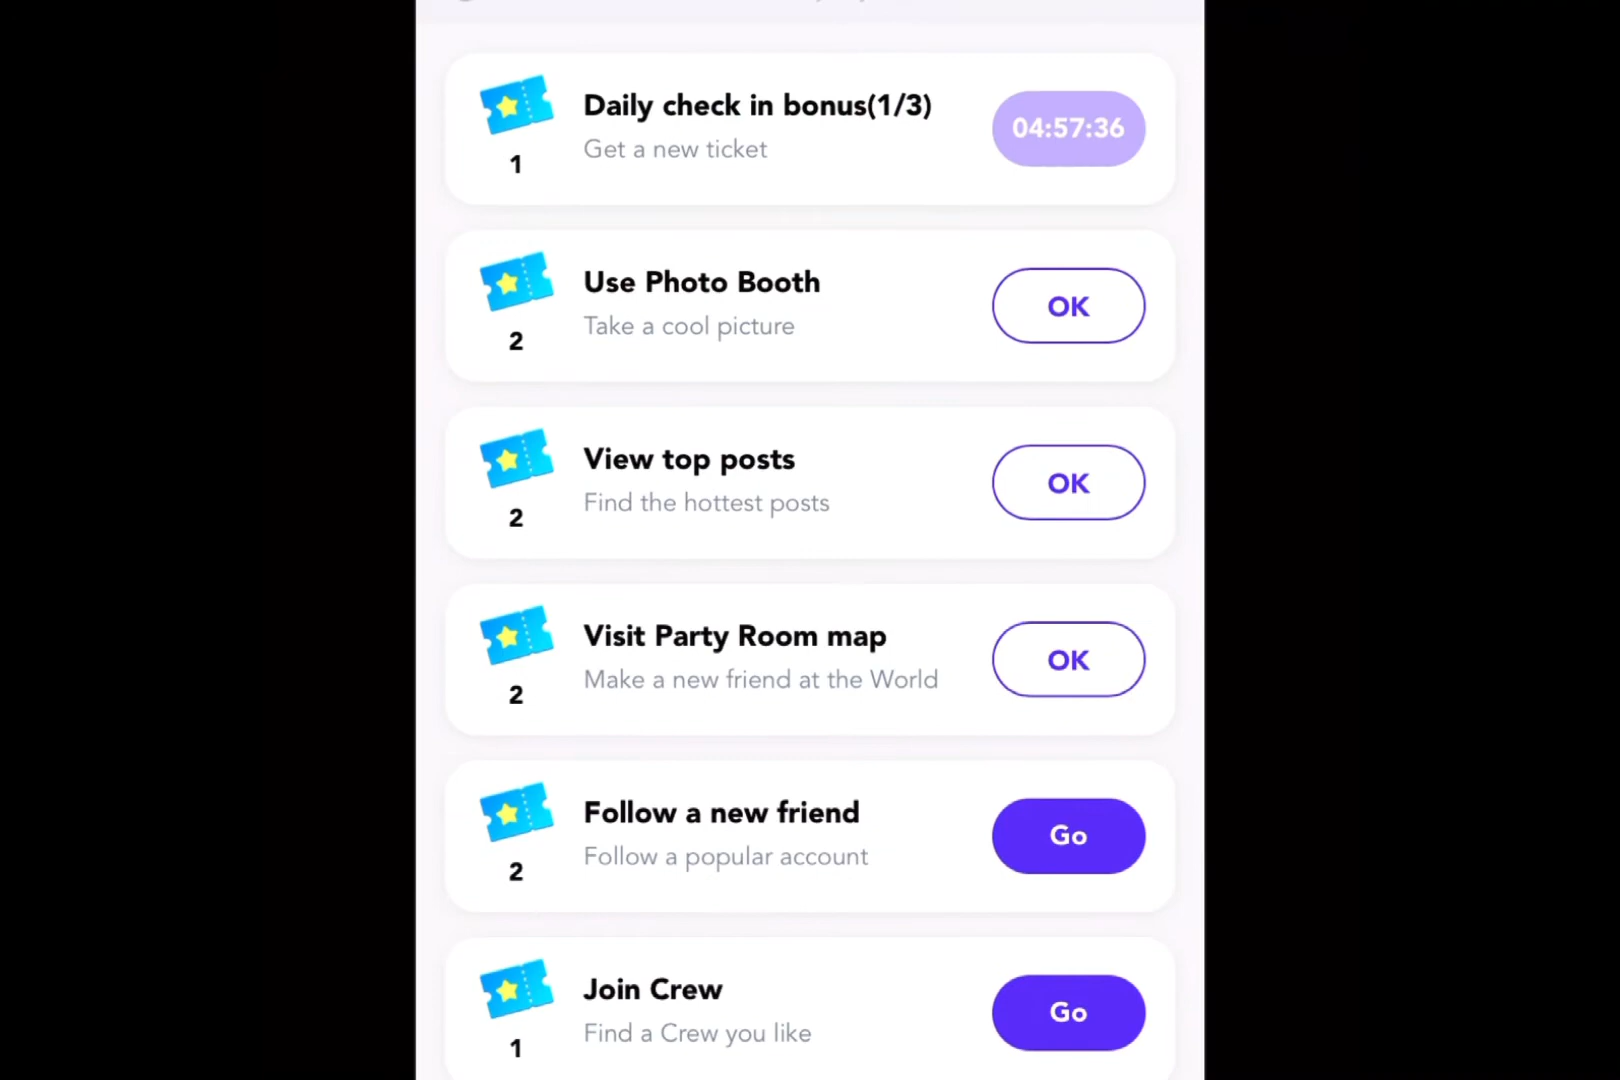 Daily check in bonus(1/3)
Get a new ticket
1
04:57:36
Use Photo Booth
Take a cool picture
2
OK
View top posts
Find the hottest posts
2
OK
Visit Party Room map
Make a new friend at the World
2
OK
Follow a new friend
Follow a popular account
2
Go
Join Crew
Find a Crew you like
1
Go